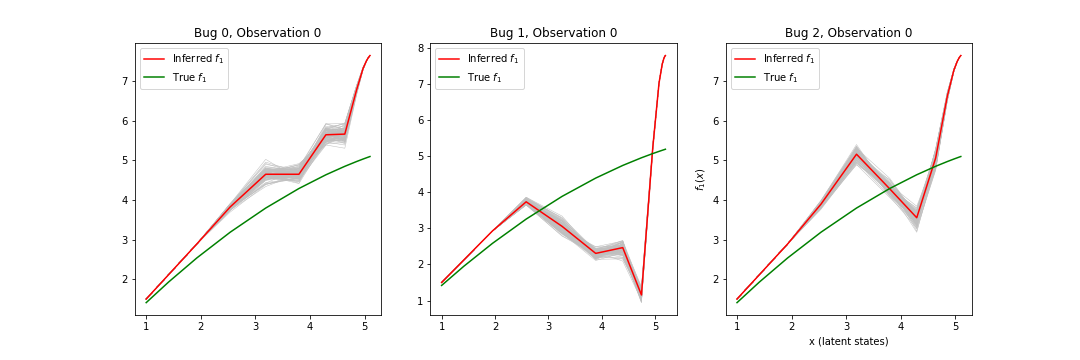 Bug 0, Observation 0
Inferred f₁
True f₁
7
6
5
4
3
2
1 2 3 4 5
Bug 1, Observation 0
Inferred f₁
True f₁
8
7
6
5
4
3
2
1
1 2 3 4 5
Bug 2, Observation 0
Inferred f₁
True f₁
f₁(x)
7
6
5
4
3
2
1 2 3 4 5
x (latent states)